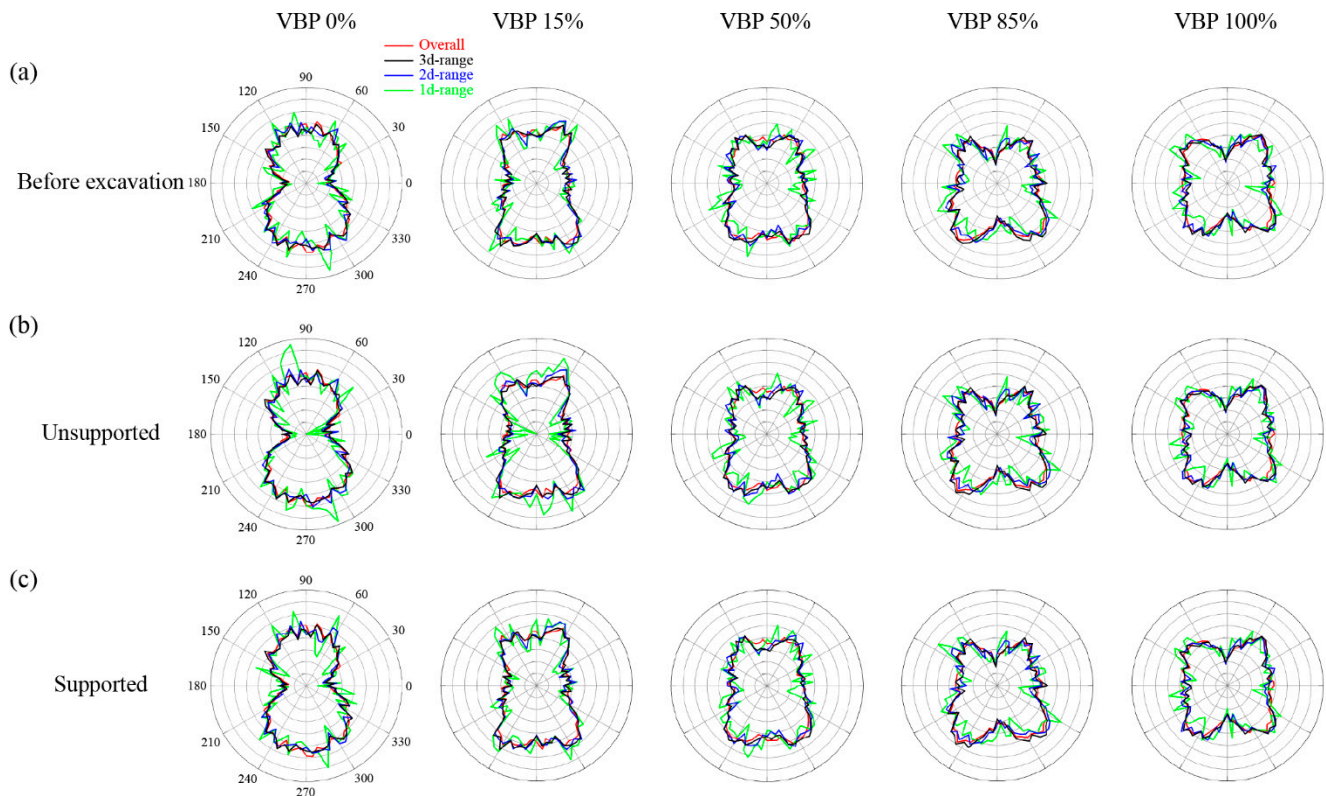 VBP 0% VBP 15% VBP 50% VBP 85% VBP 100%
Overall
3d-range
2d-range
1d-range
(a)
Before excavation
90
120 60
150 30
180 0
210 330
240 300
270
(b)
Unsupported
90
120 60
150 30
180 0
210 330
240 300
270
(c)
Supported
90
120 60
150 30
180 0
210 330
240 300
270